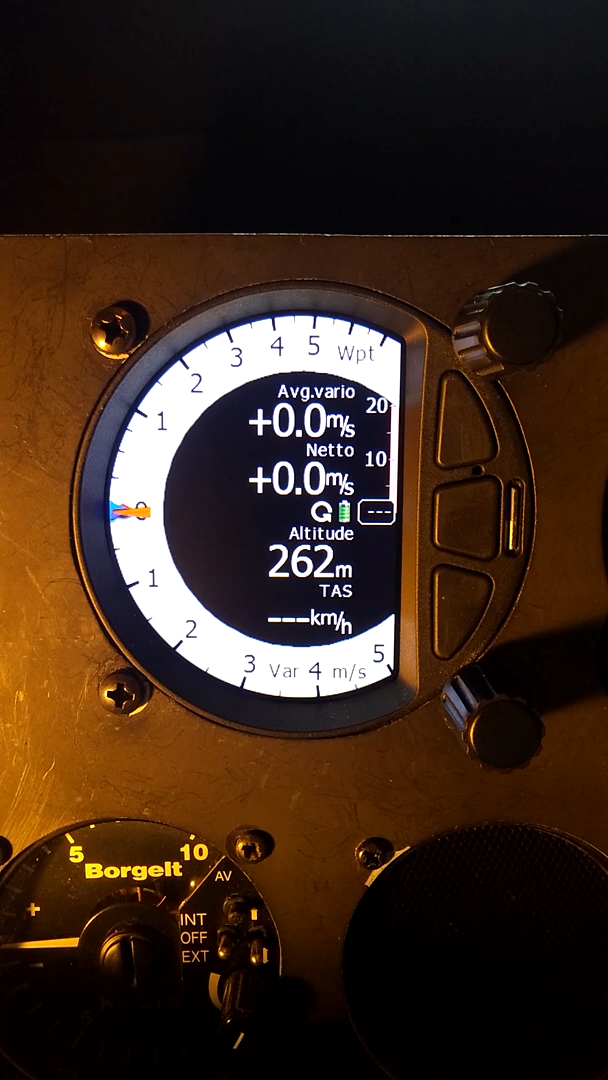 4 5 Wpt
3
2
Avg.vario
20
1
+0.0m/s
Netto
10
+0.0m/s
0
---
Altitude
262m
1
TAS
---km/h
2
5
3 Var 4 m/s
5 10
Borgelt
AV
+
INT
OFF
EXT
-